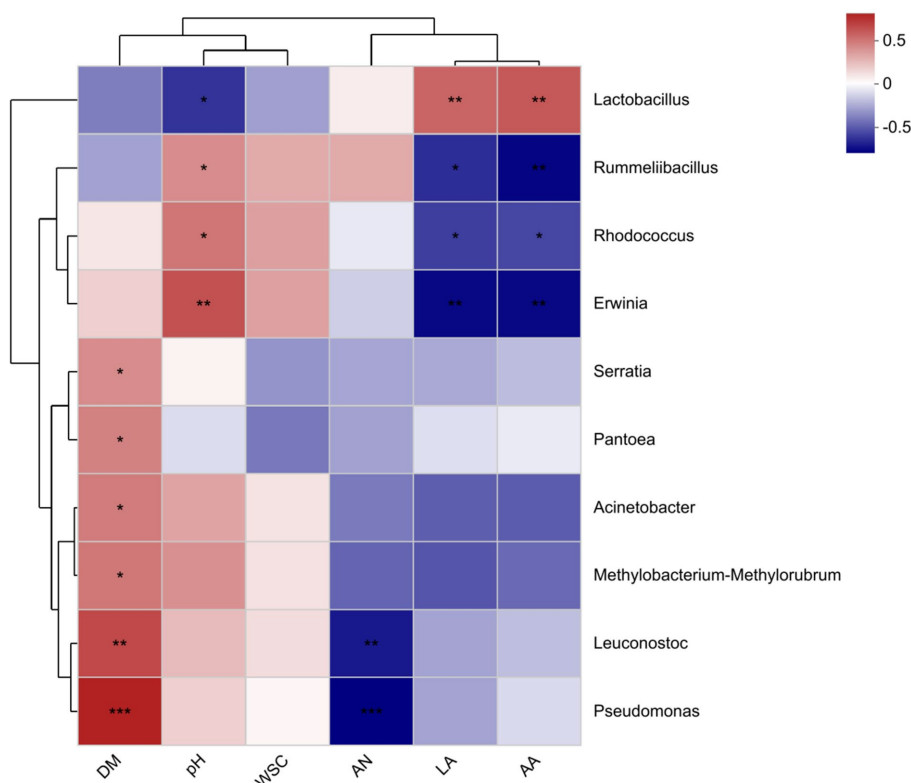 0.5
0
-0.5
* ** ** Lactobacillus
* * ** Rummeliibacillus
* * * Rhodococcus
** ** ** Erwinia
* Serratia
* Pantoea
* Acinetobacter
* Methylobacterium-Methylorubrum
** ** Leuconostoc
*** *** Pseudomonas
DM pH WSC AN LA AA